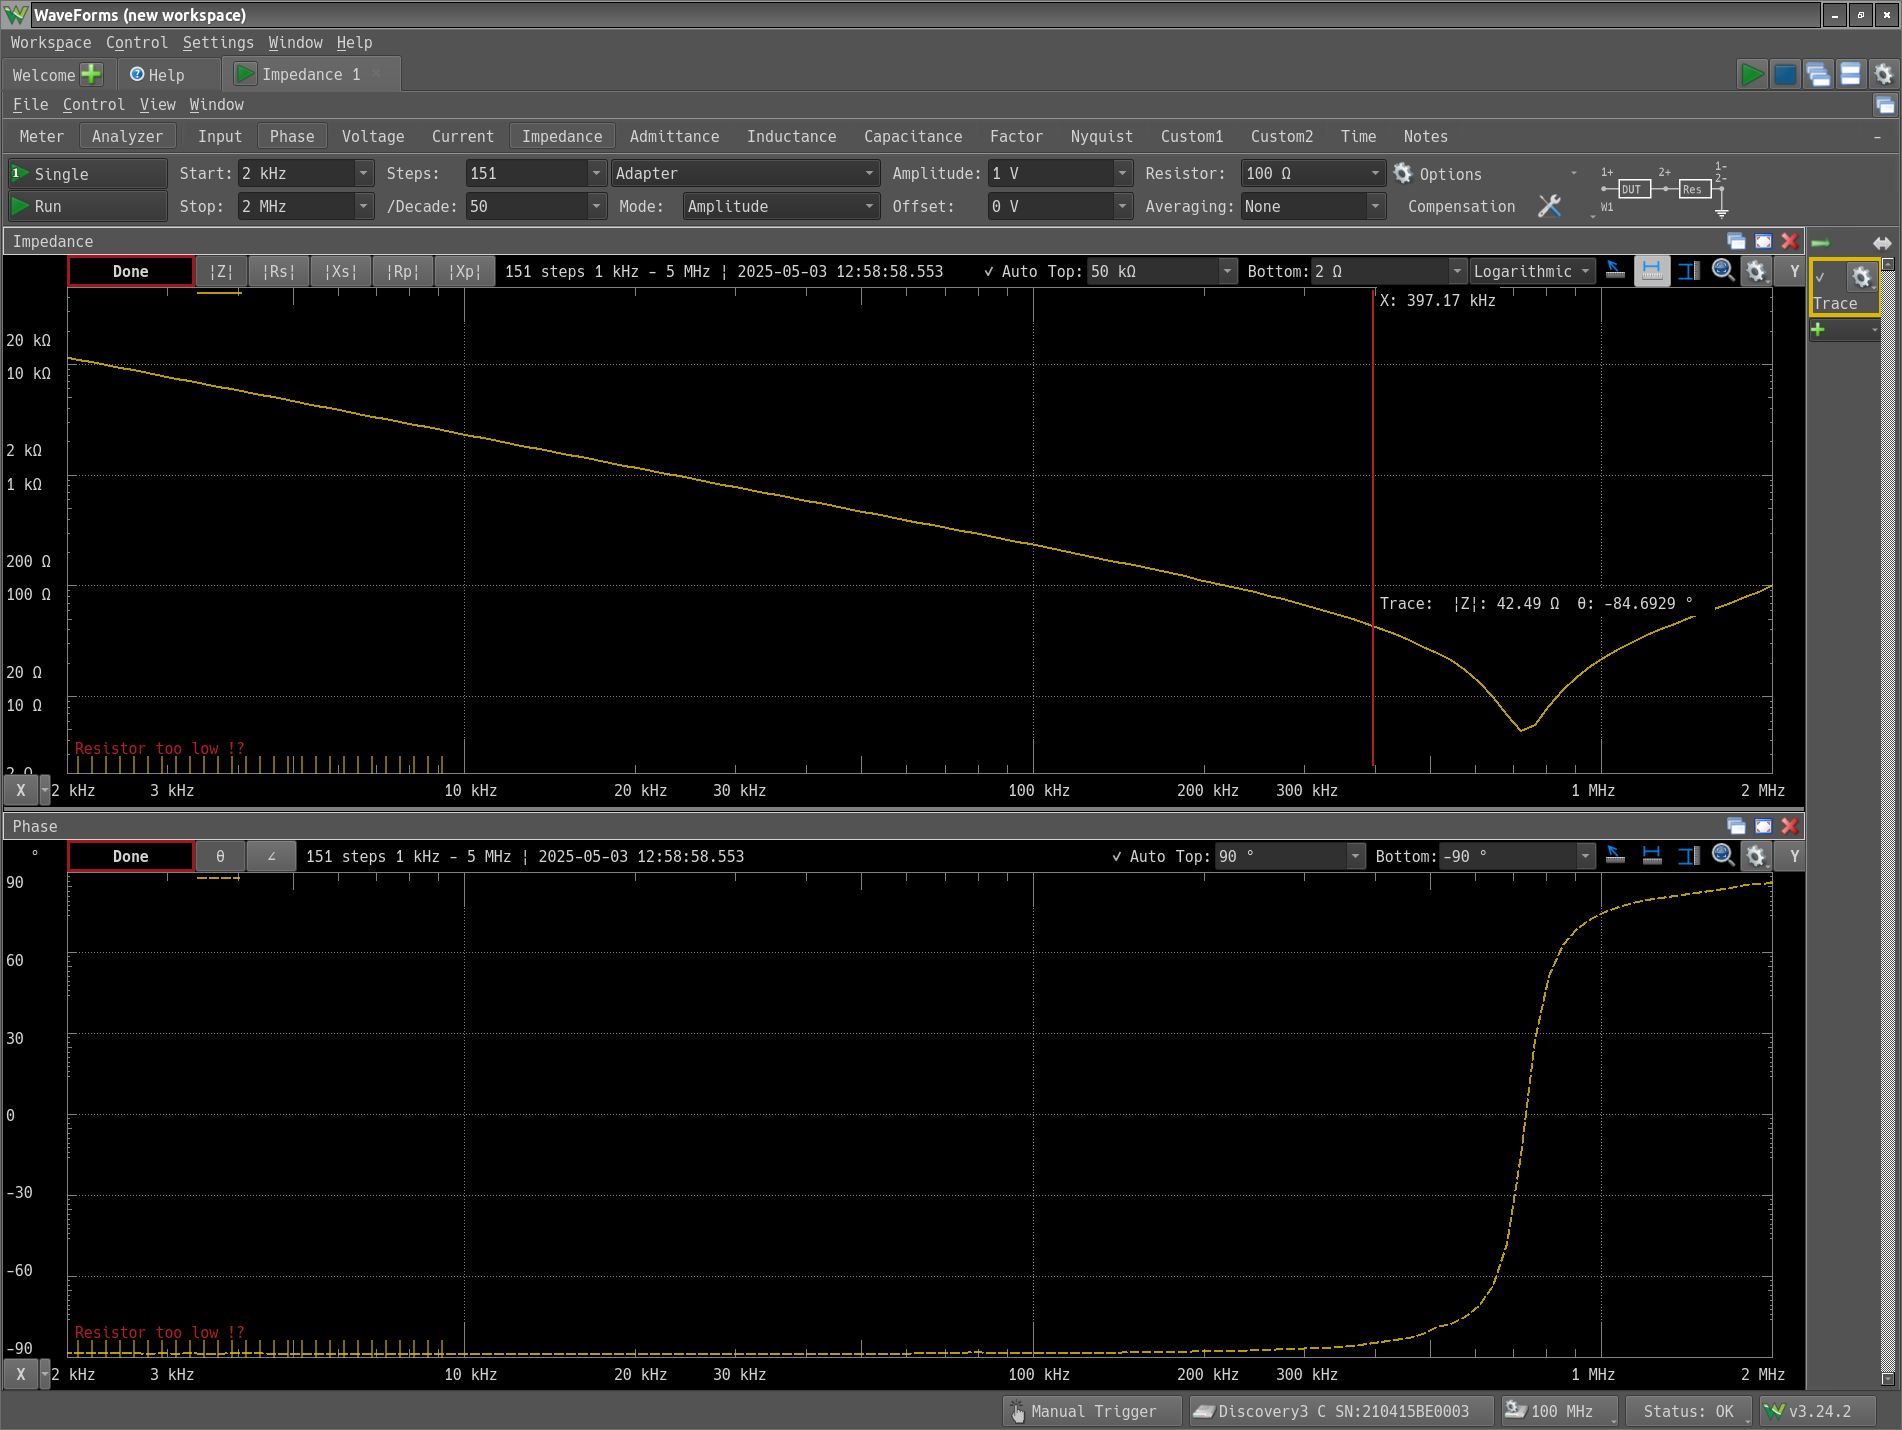 WaveForms (new workspace)
Workspace Control Settings Window Help
Welcome Help Impedance 1
File Control View Window
Meter Analyzer Input Phase Voltage Current Impedance Admittance Inductance Capacitance Factor Nyquist Custom1 Custom2 Time Notes
1 Single Start: 2 kHz Steps: 151 Adapter Amplitude: 1 V Resistor: 100 Ω Options
Run Stop: 2 MHz /Decade: 50 Mode: Amplitude Offset: 0 V Averaging: None Compensation
1+ 2+ 1- 2-
DUT Res
W1
Impedance
Done |Z| |Rs| |Xs| |Rp| |Xp| 151 steps 1 kHz - 5 MHz ¦ 2025-05-03 12:58:58.553 ✓ Auto Top: 50 kΩ Bottom: 2 Ω Logarithmic Y
✓ Trace
X: 397.17 kHz
20 kΩ
10 kΩ
2 kΩ
1 kΩ
200 Ω
100 Ω
Trace: |Z|: 42.49 Ω θ: -84.6929 °
20 Ω
10 Ω
Resistor too low !?
2 Ω
X 2 kHz 3 kHz 10 kHz 20 kHz 30 kHz 100 kHz 200 kHz 300 kHz 1 MHz 2 MHz
Phase
° Done θ ∠ 151 steps 1 kHz - 5 MHz ¦ 2025-05-03 12:58:58.553 ✓ Auto Top: 90 ° Bottom: -90 ° Y
90
60
30
0
-30
-60
Resistor too low !?
-90
X 2 kHz 3 kHz 10 kHz 20 kHz 30 kHz 100 kHz 200 kHz 300 kHz 1 MHz 2 MHz
Manual Trigger Discovery3 C SN:210415BE0003 100 MHz Status: OK v3.24.2